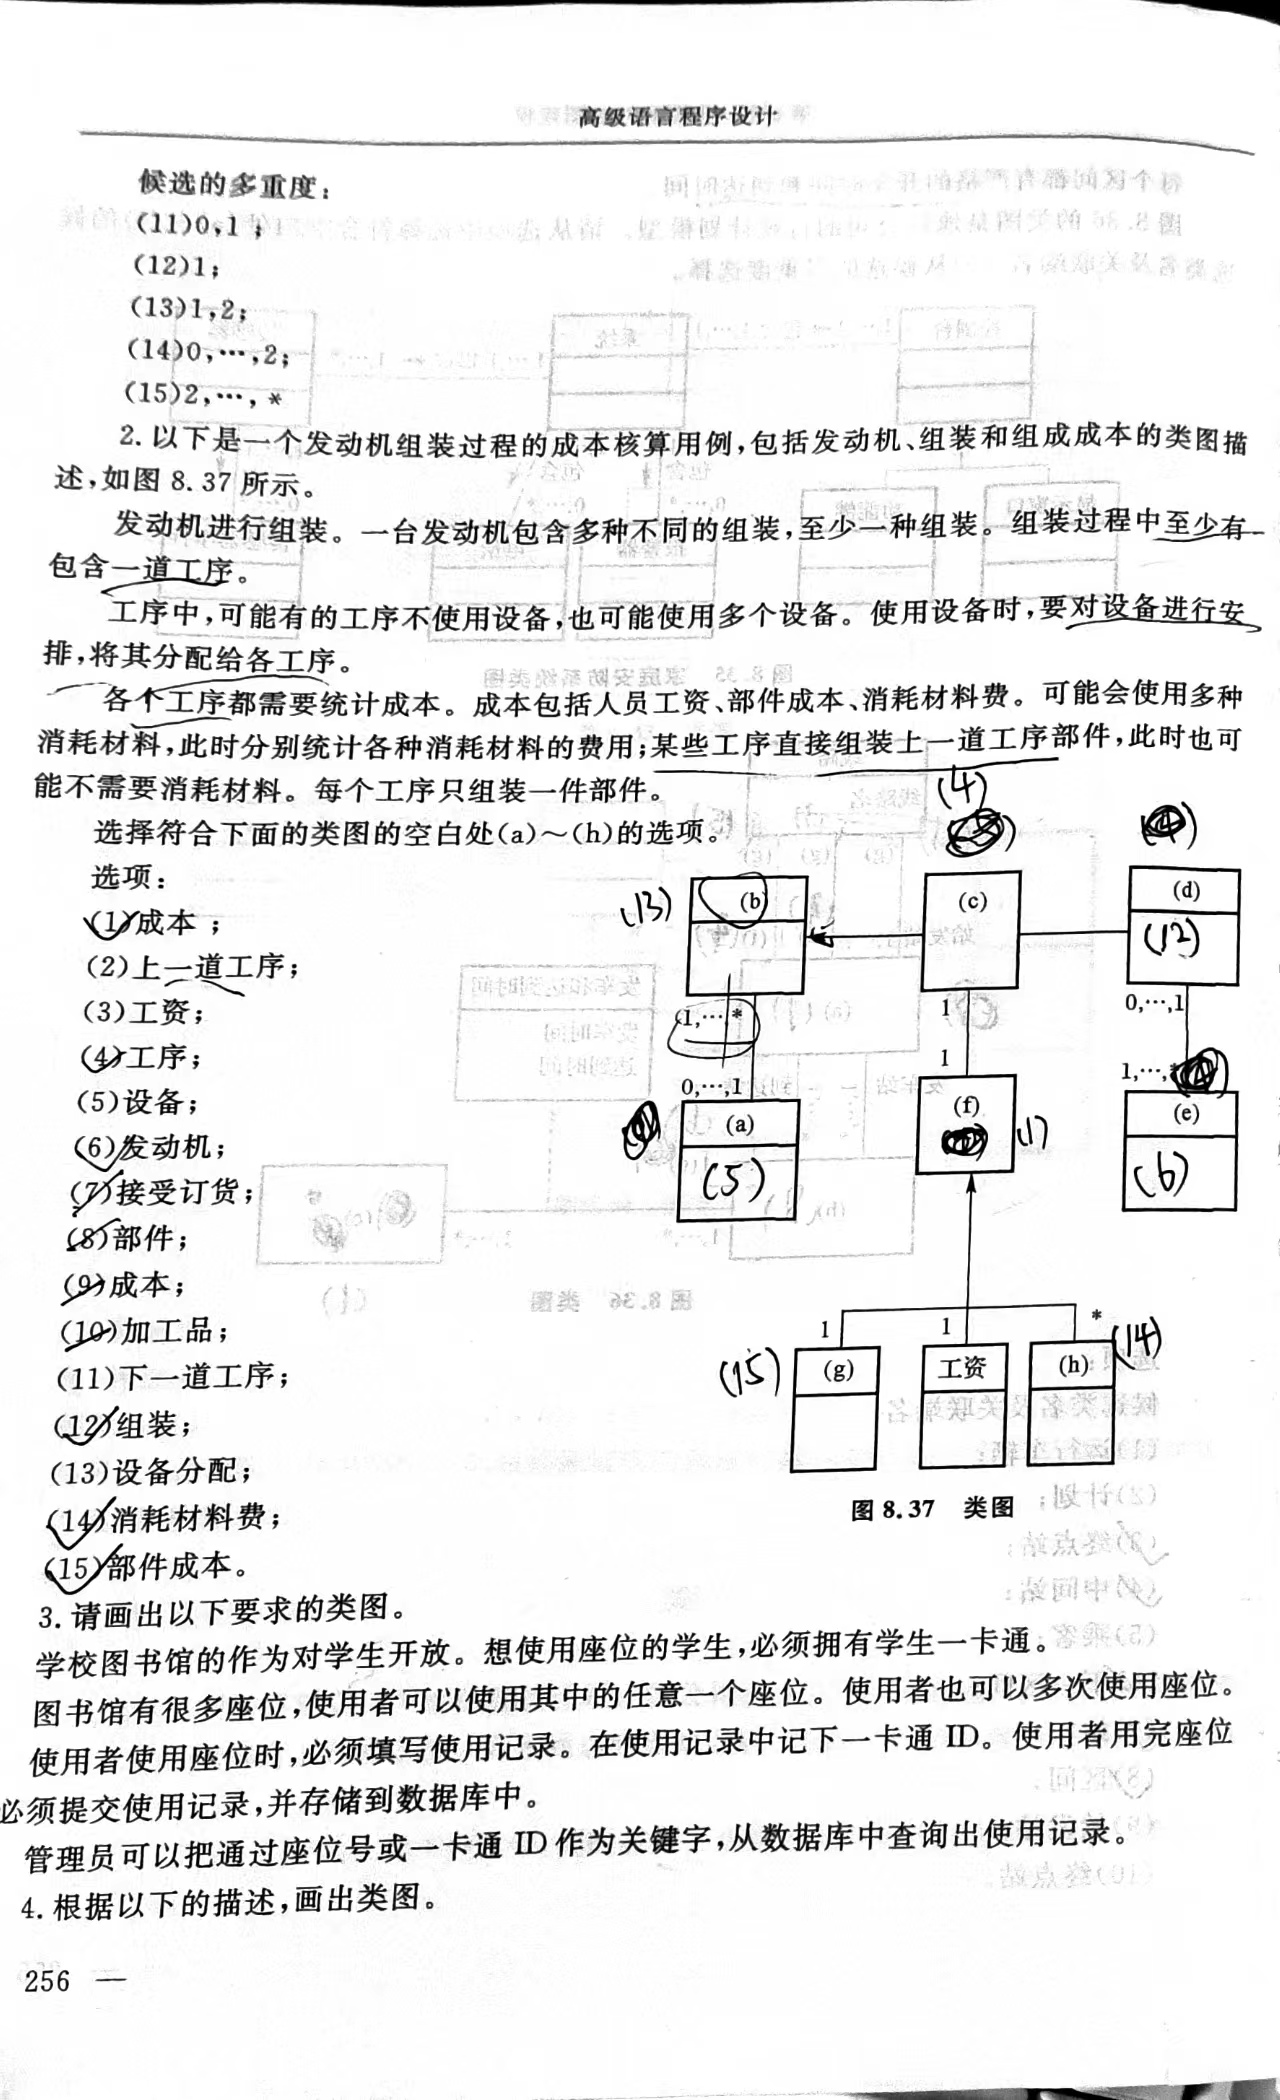 高级语言程序设计
候选的多重度：
(11)0,1；
(12)1；
(13)1,2；
(14)0,…,2；
(15)2,…,*
2. 以下是一个发动机组装过程的成本核算用例,包括发动机、组装和组成成本的类图描
述,如图 8.37 所示。
发动机进行组装。一台发动机包含多种不同的组装,至少一种组装。组装过程中至少有
包含一道工序。
工序中,可能有的工序不使用设备,也可能使用多个设备。使用设备时,要对设备进行安
排,将其分配给各工序。
各个工序都需要统计成本。成本包括人员工资、部件成本、消耗材料费。可能会使用多种
消耗材料,此时分别统计各种消耗材料的费用;某些工序直接组装上一道工序部件,此时也可
能不需要消耗材料。每个工序只组装一件部件。
选择符合下面的类图的空白处(a)～(h)的选项。
选项：
(1)成本；
(2)上一道工序；
(3)工资；
(4)工序；
(5)设备；
(6)发动机；
(7)接受订货；
(8)部件；
(9)成本；
(10)加工品；
(11)下一道工序；
(12)组装；
(13)设备分配；
(14)消耗材料费；
(15)部件成本。
(4)
(13)
(b)
(c)
(d)
(12)
1,…,*
1
0,…,1
0,…,1
1
1,…,
(a)
(5)
(f)
(1)
(e)
(6)
1
1
*
(15)
(g)
工资
(h)
(14)
图 8.37 类图
3. 请画出以下要求的类图。
学校图书馆的作为对学生开放。想使用座位的学生,必须拥有学生一卡通。
图书馆有很多座位,使用者可以使用其中的任意一个座位。使用者也可以多次使用座位。
使用者使用座位时,必须填写使用记录。在使用记录中记下一卡通 ID。使用者用完座位
必须提交使用记录,并存储到数据库中。
管理员可以把通过座位号或一卡通 ID 作为关键字,从数据库中查询出使用记录。
4. 根据以下的描述,画出类图。
256 —